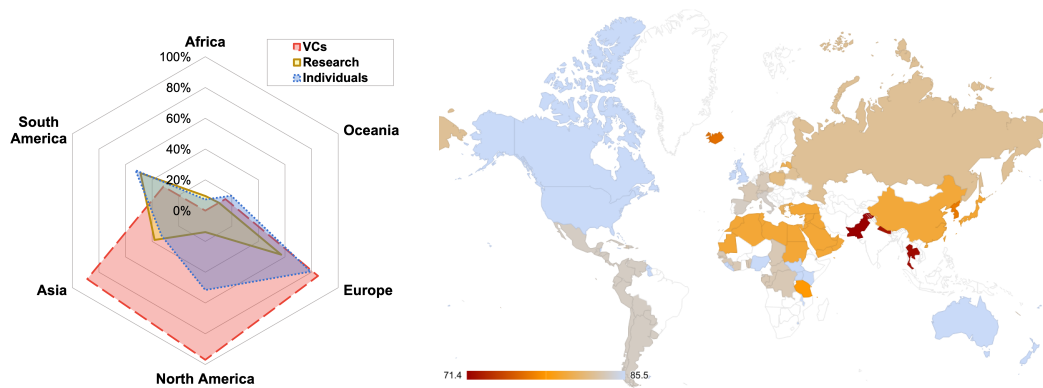 Africa
100%
80%
60%
40%
20%
0%
VCs
Research
Individuals
South
America
Oceania
Asia
Europe
North America
71.4
85.5